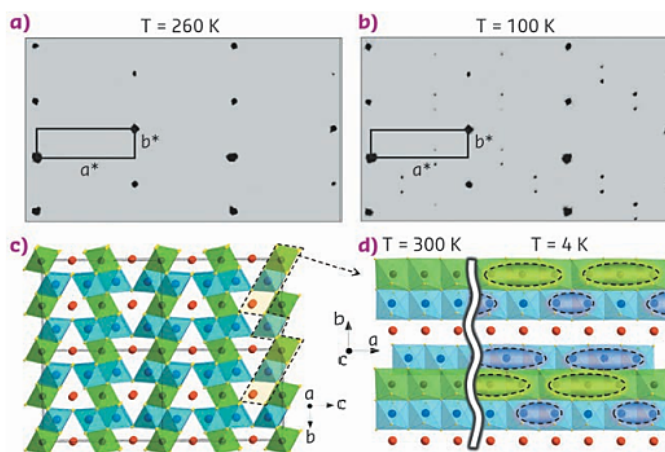 a)
T = 260 K
b)
T = 100 K
b*
a*
b*
a*
c)
d)
T = 300 K
T = 4 K
b
a
c
a
c
b